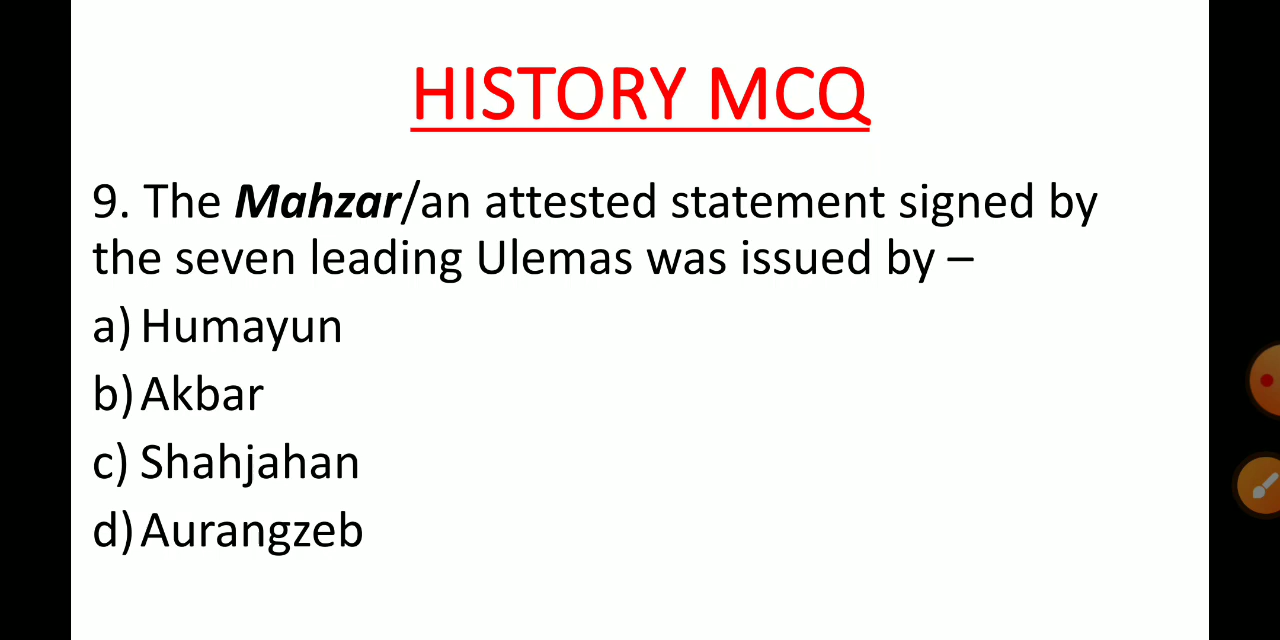 HISTORY MCQ
9. The Mahzar/an attested statement signed by
the seven leading Ulemas was issued by –
a) Humayun
b) Akbar
c) Shahjahan
d) Aurangzeb